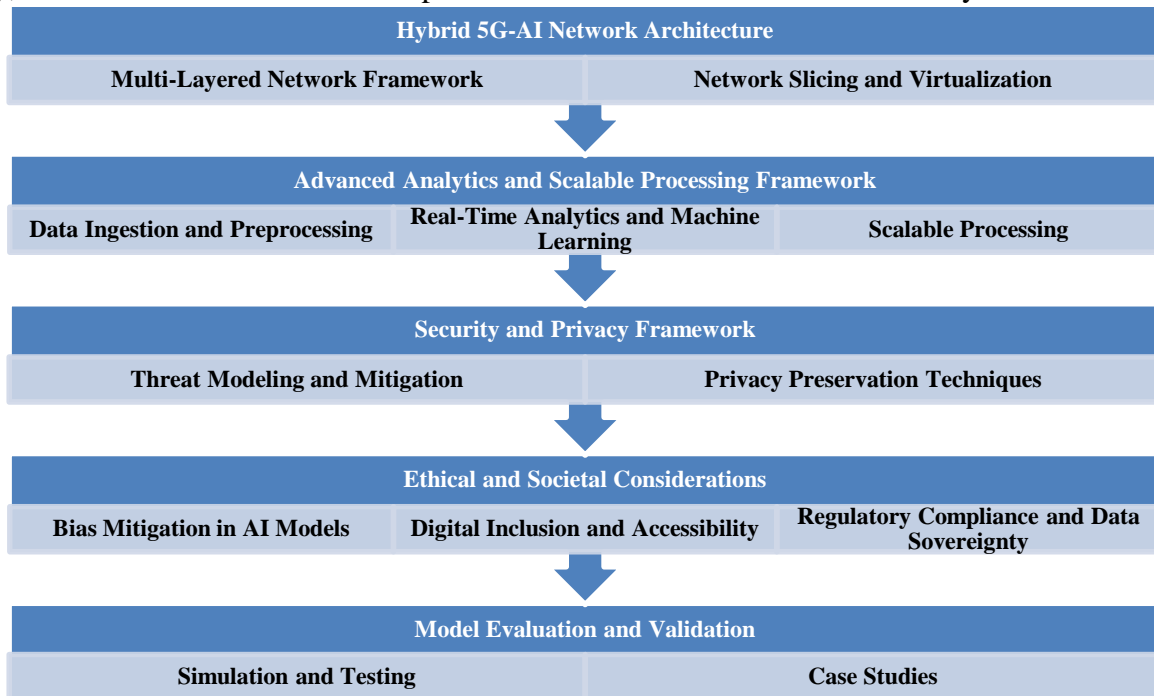 Hybrid 5G-AI Network Architecture
Multi-Layered Network Framework
Network Slicing and Virtualization
Advanced Analytics and Scalable Processing Framework
Data Ingestion and Preprocessing
Real-Time Analytics and Machine
Learning
Scalable Processing
Security and Privacy Framework
Threat Modeling and Mitigation
Privacy Preservation Techniques
Ethical and Societal Considerations
Bias Mitigation in AI Models
Digital Inclusion and Accessibility
Regulatory Compliance and Data
Sovereignty
Model Evaluation and Validation
Simulation and Testing
Case Studies